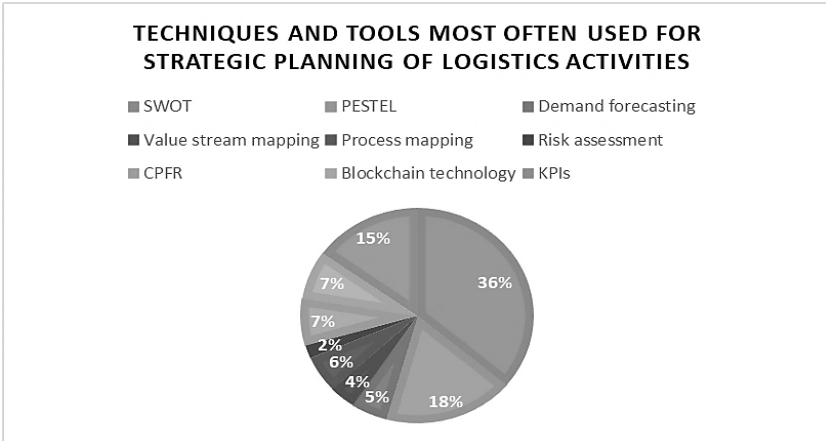 TECHNIQUES AND TOOLS MOST OFTEN USED FOR
STRATEGIC PLANNING OF LOGISTICS ACTIVITIES
SWOT PESTEL Demand forecasting
Value stream mapping Process mapping Risk assessment
CPFR Blockchain technology KPIs
15%
36%
7%
7%
2%
6%
4%
5%
18%